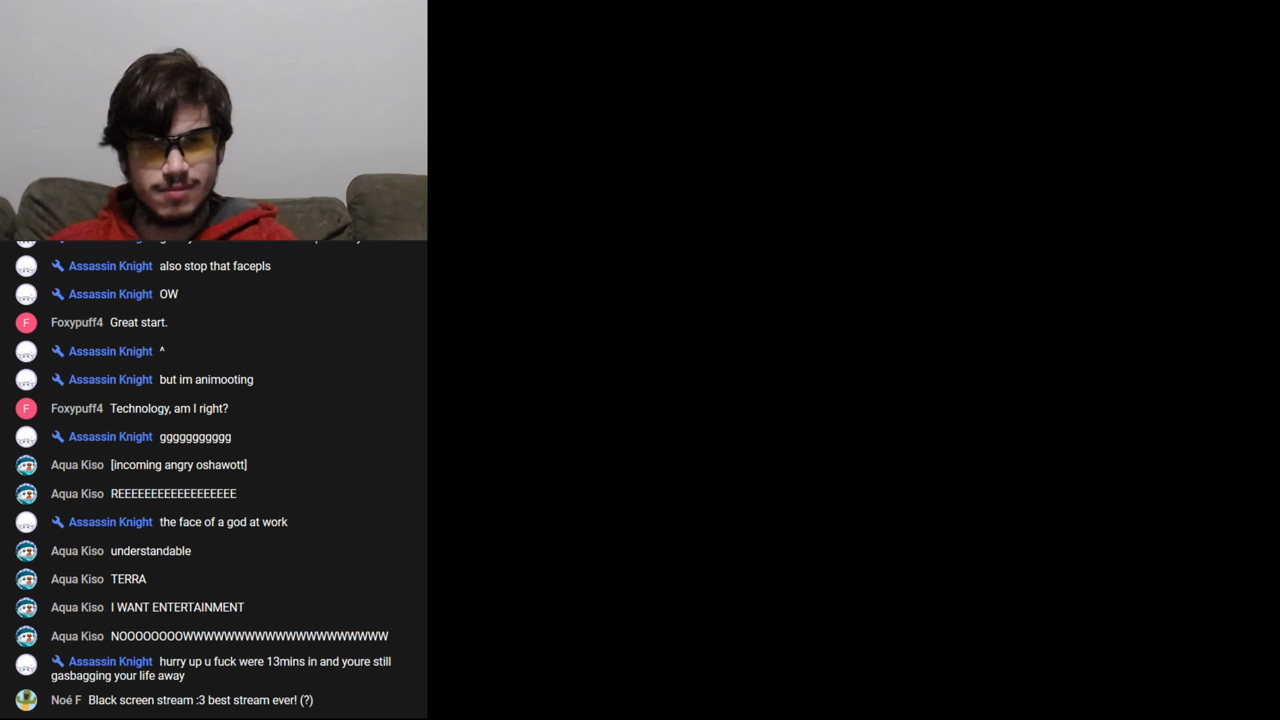 Assassin Knight also stop that facepls
Assassin Knight OW
F Foxypuff4 Great start.
Assassin Knight ^
Assassin Knight but im animooting
F Foxypuff4 Technology, am I right?
Assassin Knight ggggggggggg
Aqua Kiso [incoming angry oshawott]
Aqua Kiso REEEEEEEEEEEEEEEEEE
Assassin Knight the face of a god at work
Aqua Kiso understandable
Aqua Kiso TERRA
Aqua Kiso I WANT ENTERTAINMENT
Aqua Kiso NOOOOOOOOWWWWWWWWWWWWWWWWWWWWW
Assassin Knight hurry up u fuck were 13mins in and youre still
gasbagging your life away
Noé F Black screen stream :3 best stream ever! (?)